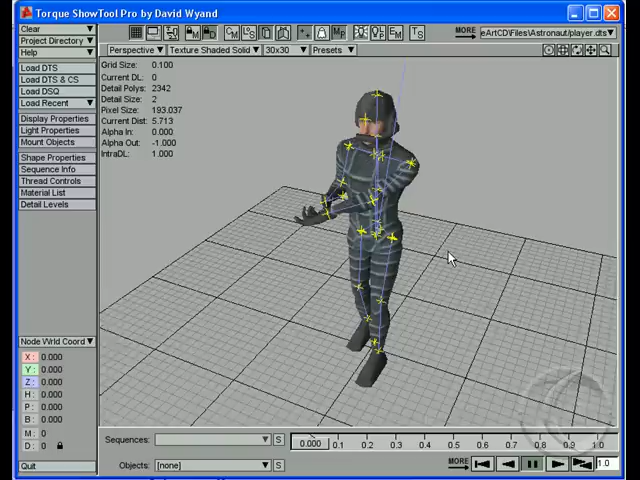 Torque ShowTool Pro by David Wyand
Clear
Project Directory
Help
Load DTS
Load DTS & CS
Load DSQ
Load Recent
Display Properties
Light Properties
Mount Objects
Shape Properties
Sequence Info
Thread Controls
Material List
Detail Levels
MORE
eArtCD\Files\Astronaut/player.dts
Perspective
Texture Shaded Solid
30x30
Presets
Grid Size: 0.100
Current DL: 0
Detail Polys: 2342
Detail Size: 2
Pixel Size: 193.037
Current Dist: 5.713
Alpha In: 0.000
Alpha Out: -1.000
IntraDL: 1.000
Node Wrld Coord
X: 0.000
Y: 0.000
Z: 0.000
H: 0.000
P: 0.000
B: 0.000
M: 0
D: 0
Quit
Sequences: S
0.000 0.1 0.2 0.3 0.4 0.5 0.6 0.7 0.8 0.9 1.0
Objects: [none] S
MORE
1.0